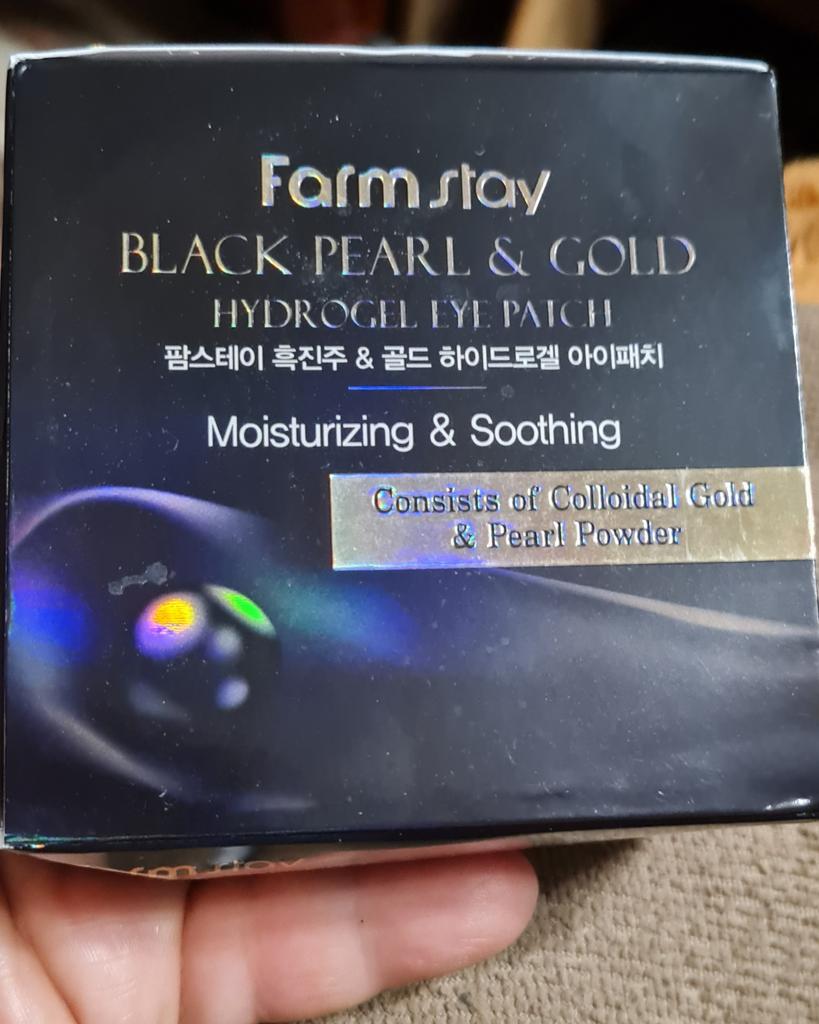 Farm stay
BLACK PEARL & GOLD
HYDROGEL EYE PATCH
팜스테이 흑진주 & 골드 하이드로겔 아이패치
Moisturizing & Soothing
Consists of Colloidal Gold
& Pearl Powder